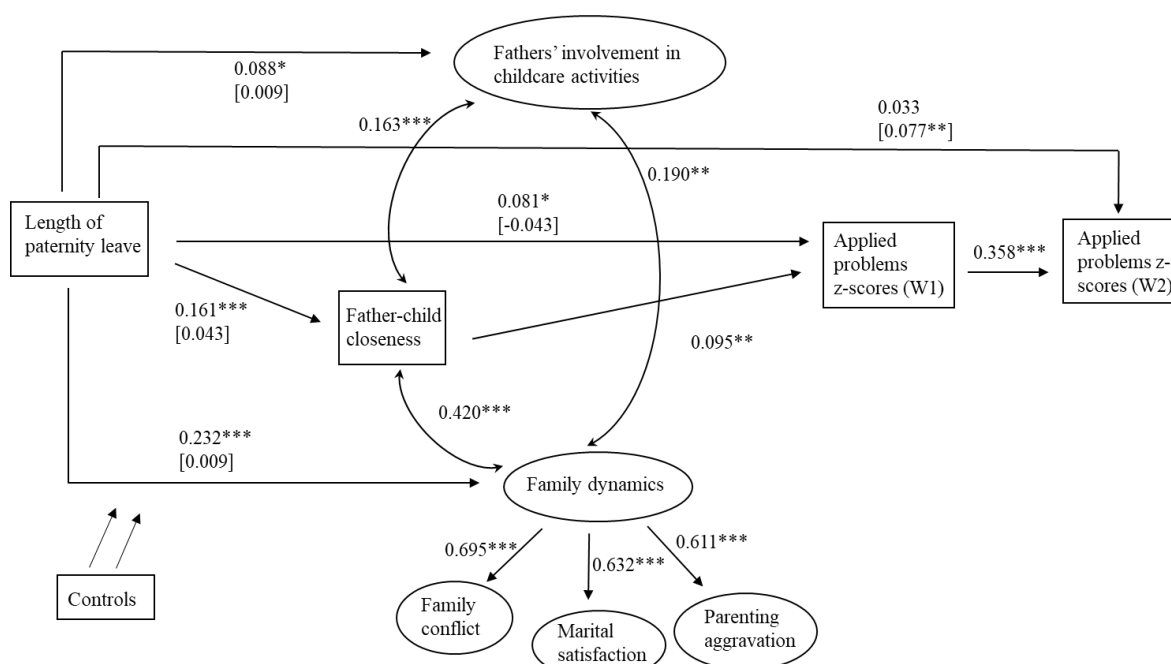 Fathers' involvement in
childcare activities
0.088*
[0.009]
0.163***
0.033
[0.077**]
0.190**
Length of
paternity leave
0.081*
[-0.043]
Applied
problems
z-scores (W1)
0.358***
Applied
problems z-
scores (W2)
0.161***
[0.043]
Father-child
closeness
0.095**
0.420***
0.232***
[0.009]
Family dynamics
0.695***
0.632***
0.611***
Controls
Family
conflict
Marital
satisfaction
Parenting
aggravation